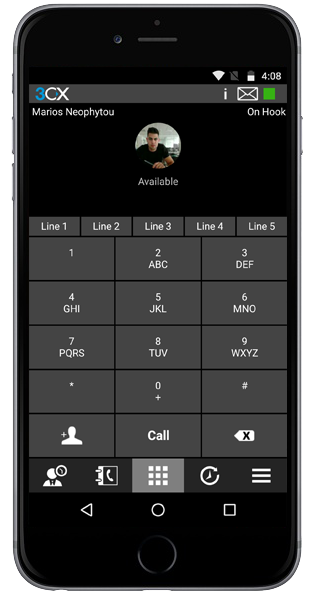 4:08
3CX
i
Marios Neophytou
On Hook
Available
Line 1
Line 2
Line 3
Line 4
Line 5
1
2
ABC
3
DEF
4
GHI
5
JKL
6
MNO
7
PQRS
8
TUV
9
WXYZ
*
0
+
#
Call